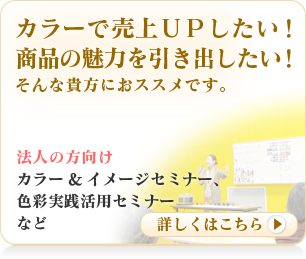 カラーで売上UPしたい!
商品の魅力を引き出したい!
そんな貴方におススメです。
法人の方向け
カラー&イメージセミナー、
色彩実践活用セミナー
など
詳しくはこちら